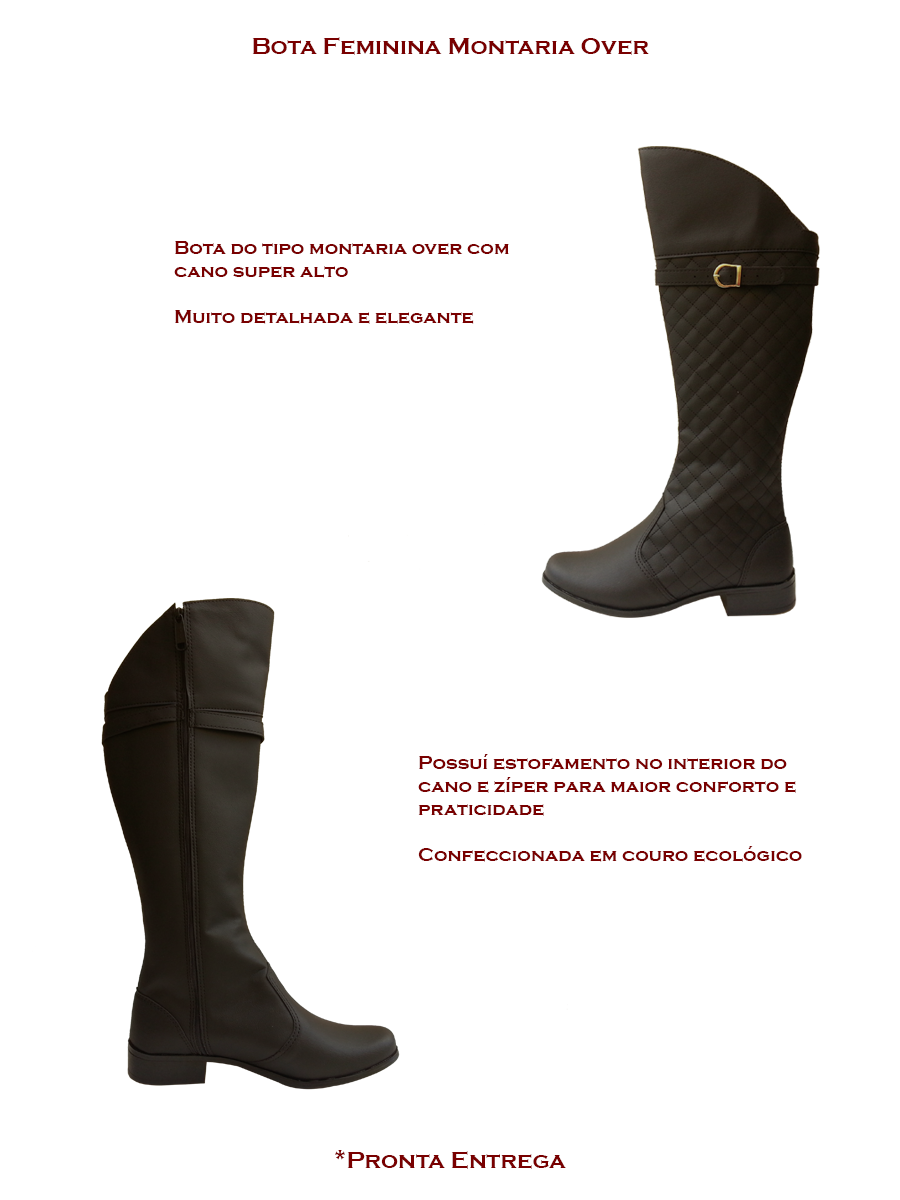 Bota Feminina Montaria Over
Bota do tipo montaria over com
cano super alto
Muito detalhada e elegante
Possuí estofamento no interior do
cano e zíper para maior conforto e
praticidade
Confeccionada em couro ecológico
*Pronta Entrega